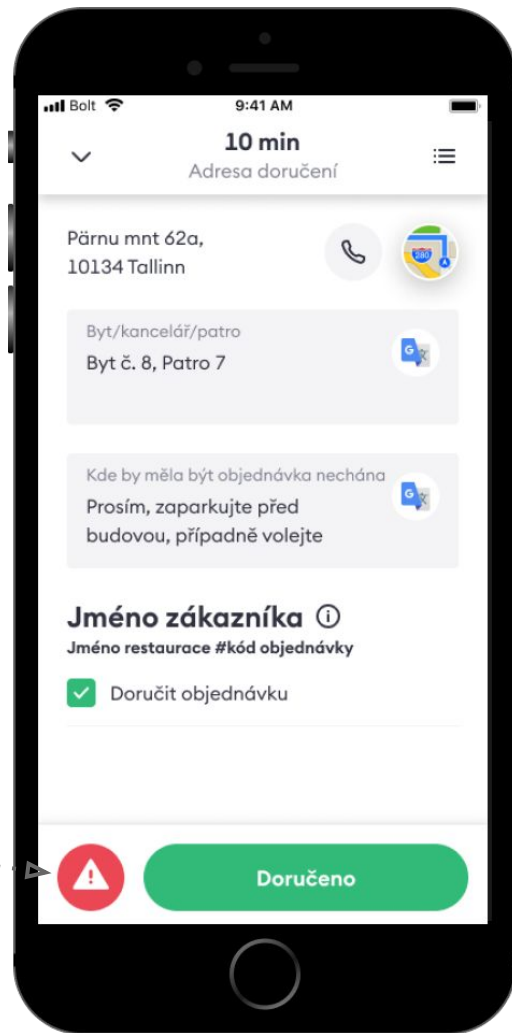 Bolt 9:41 AM
10 min
Adresa doručení
Pärnu mnt 62a,
10134 Tallinn
280
Byt/kancelář/patro
Byt č. 8, Patro 7
G
Kde by měla být objednávka nechána
Prosím, zaparkujte před
budovou, případně volejte
G
Jméno zákazníka
Jméno restaurace #kód objednávky
Doručit objednávku
Doručeno